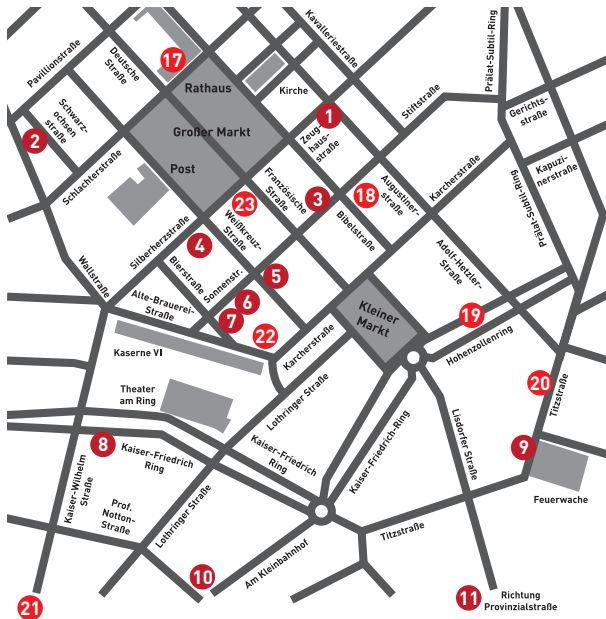 Kavalleriestraße
Prälat-Subtil-Ring
Pavillionstraße
Deutsche
Straße
17
Rathaus
Kirche
Stiftstraße
Gerichts-
straße
Schwarz-
ochsen
straße
2
1
Großer Markt
Zeug-
haus-
straße
Kapuzi-
nerstraße
Schlachterstraße
Post
Französische
Straße
3
18
Augustiner-
straße
Karcherstraße
Prälat-Subtil-Ring
23
Weißkreuz-
Straße
Bibelstraße
Silberherzstraße
4
Bierstraße
Sonnenstr.
5
Adolf-Hetzler-
Straße
Wallstraße
Alte-Brauerei-
Straße
6
7
22
Kleiner
Markt
19
Hohenzollenring
Kaserne VI
Karcherstraße
Theater
am Ring
Lothringer Straße
20
Titzstraße
8
Kaiser-Friedrich
Ring
Kaiser-Friedrich
Ring
Kaiser-Friedrich-Ring
Lisdorfer Straße
9
Kaiser-Wilhelm
Straße
Prof.
Notton-
Straße
Lothringer Straße
Feuerwache
Titzstraße
10
Am Kleinbahnhof
21
11
Richtung
Provinzialstraße